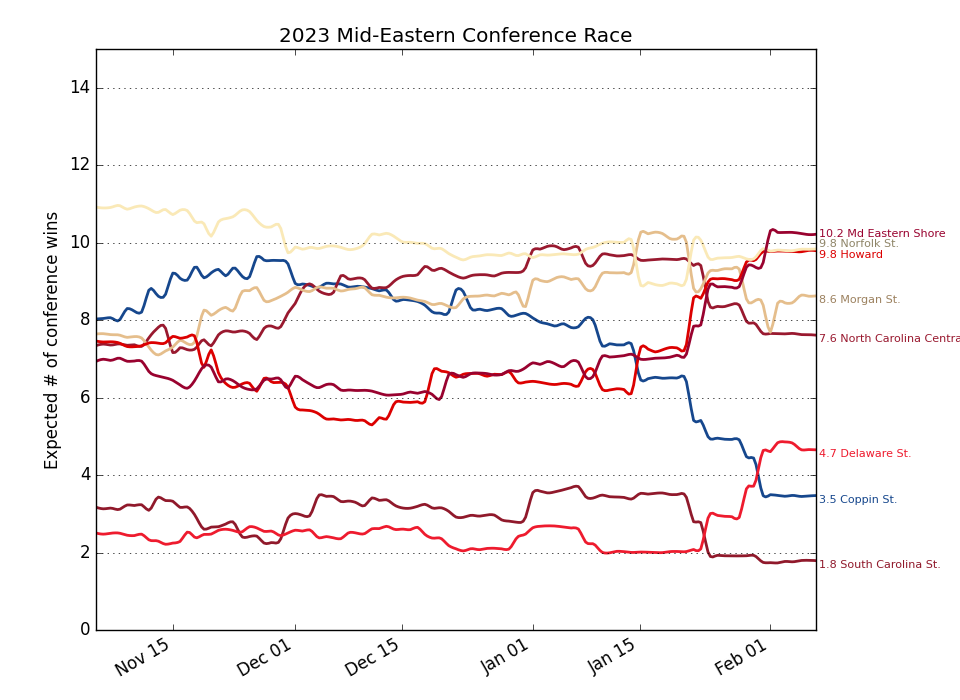 2023 Mid-Eastern Conference Race
Expected # of conference wins
14
12
10
8
6
4
2
0
Nov 15
Dec 01
Dec 15
Jan 01
Jan 15
Feb 01
10.2 Md Eastern Shore
9.8 Norfolk St.
9.8 Howard
8.6 Morgan St.
7.6 North Carolina Centra
4.7 Delaware St.
3.5 Coppin St.
1.8 South Carolina St.